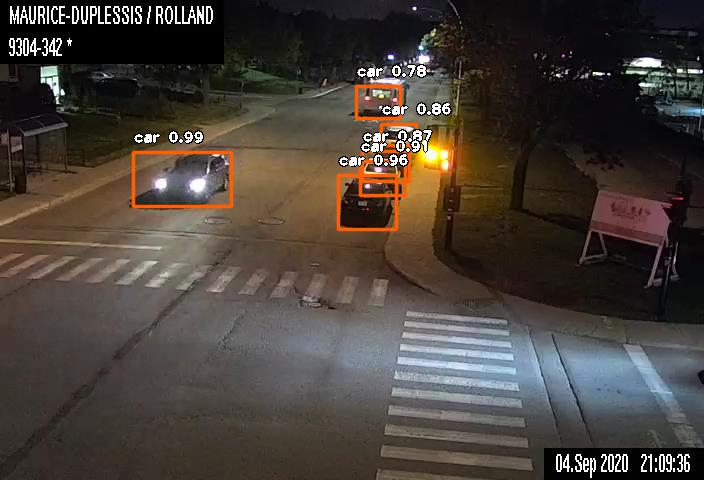 MAURICE-DUPLESSIS / ROLLAND
9304-342 *
car 0.78
car 0.86
car 0.87
car 0.91
car 0.99
car 0.96
04.Sep 2020 21:09:36